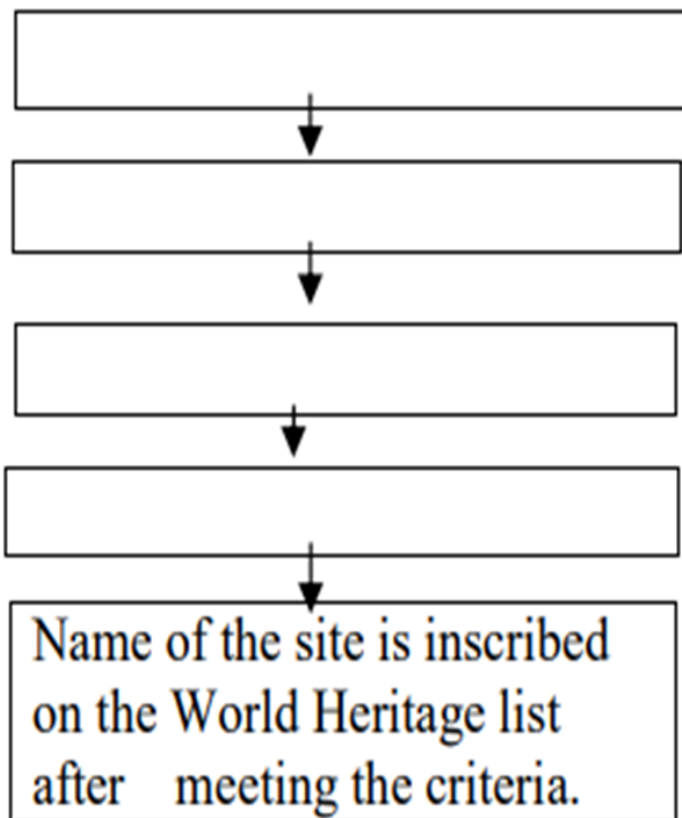 Name of the site is inscribed
on the World Heritage list
after meeting the criteria.